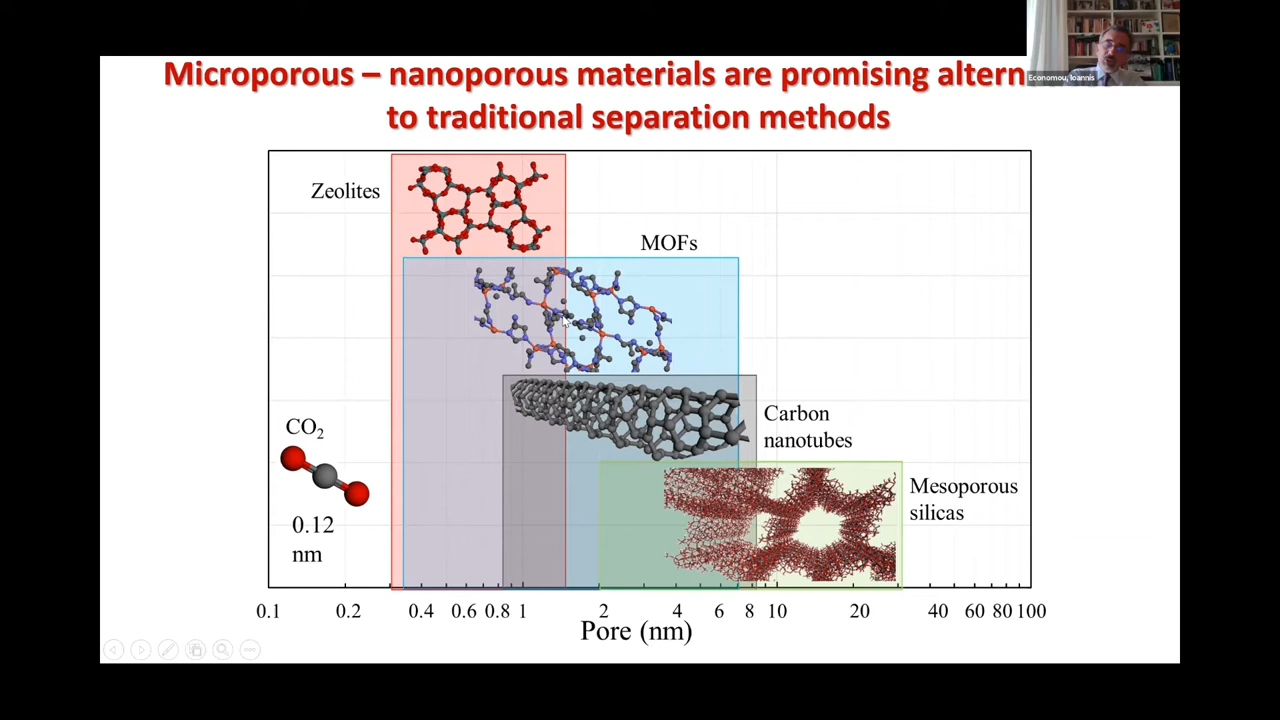 Microporous – nanoporous materials are promising altern
to traditional separation methods
Economou, Ioannis
Zeolites
MOFs
Carbon
nanotubes
CO₂
0.12
nm
Mesoporous
silicas
0.1 0.2 0.4 0.6 0.8 1 2 4 6 8 10 20 40 60 80 100
Pore (nm)